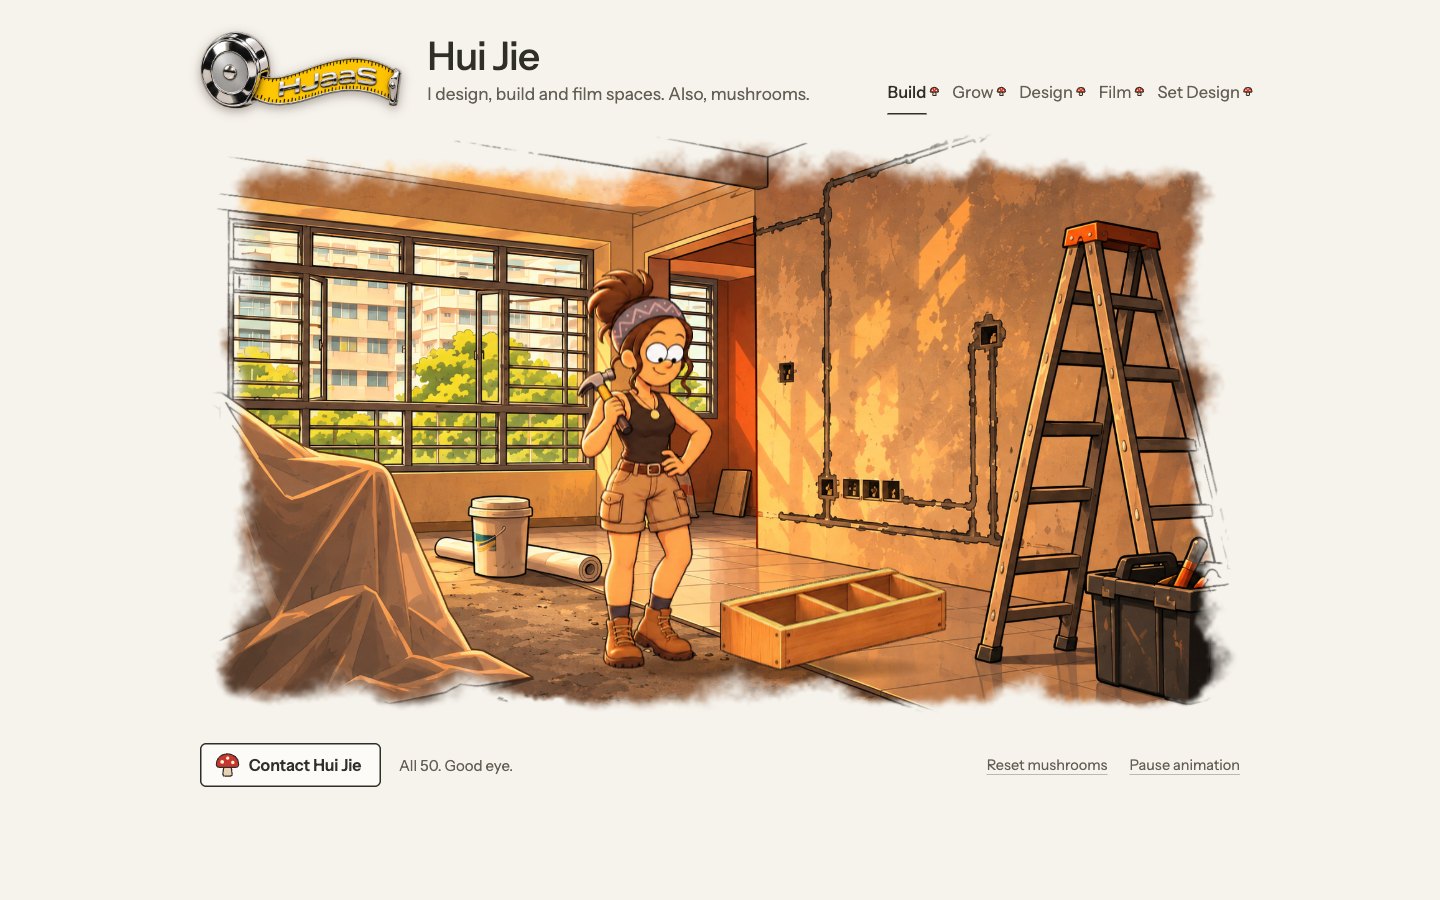 HJaaS
Hui Jie
I design, build and film spaces. Also, mushrooms.
Build Grow Design Film Set Design
Contact Hui Jie
All 50. Good eye.
Reset mushrooms
Pause animation